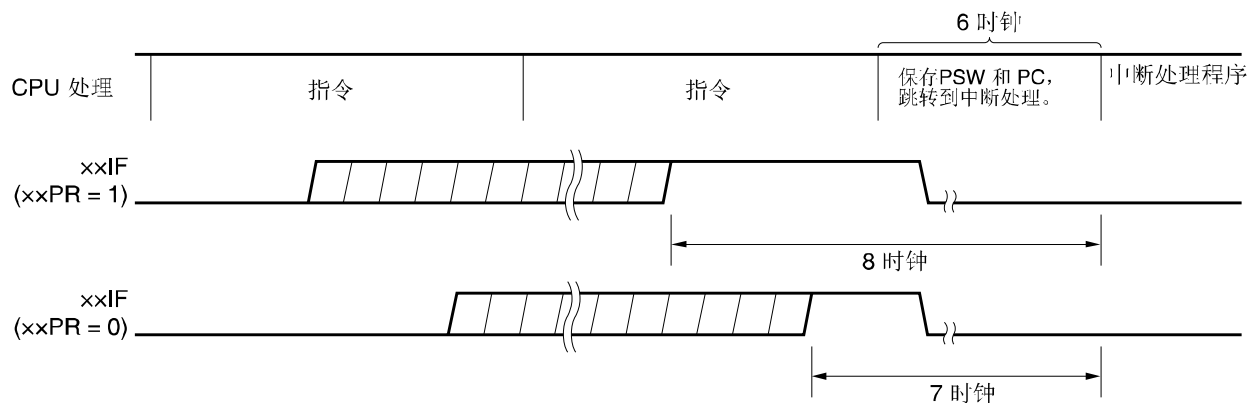 6 时钟
CPU 处理
指令
指令
保存PSW 和 PC,
跳转到中断处理。
中断处理程序
××IF
(××PR = 1)
8 时钟
××IF
(××PR = 0)
7 时钟